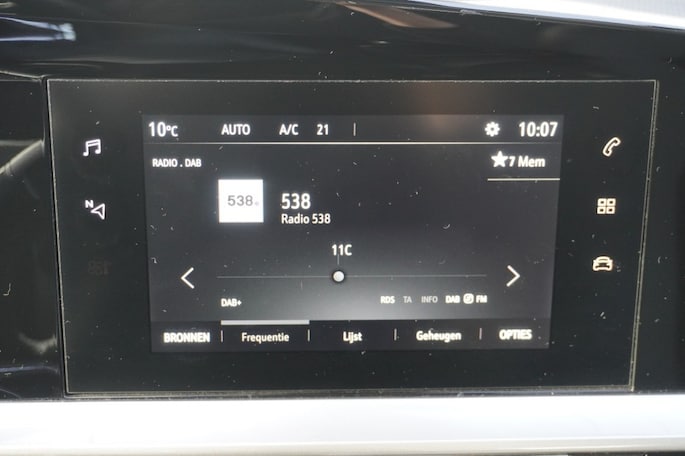 10°C AUTO A/C 21 10:07
RADIO . DAB
★7 Mem
538
538
Radio 538
11C
DAB+
RDS TA INFO DAB FM
BRONNEN Frequentie Lijst Geheugen OPTIES
N